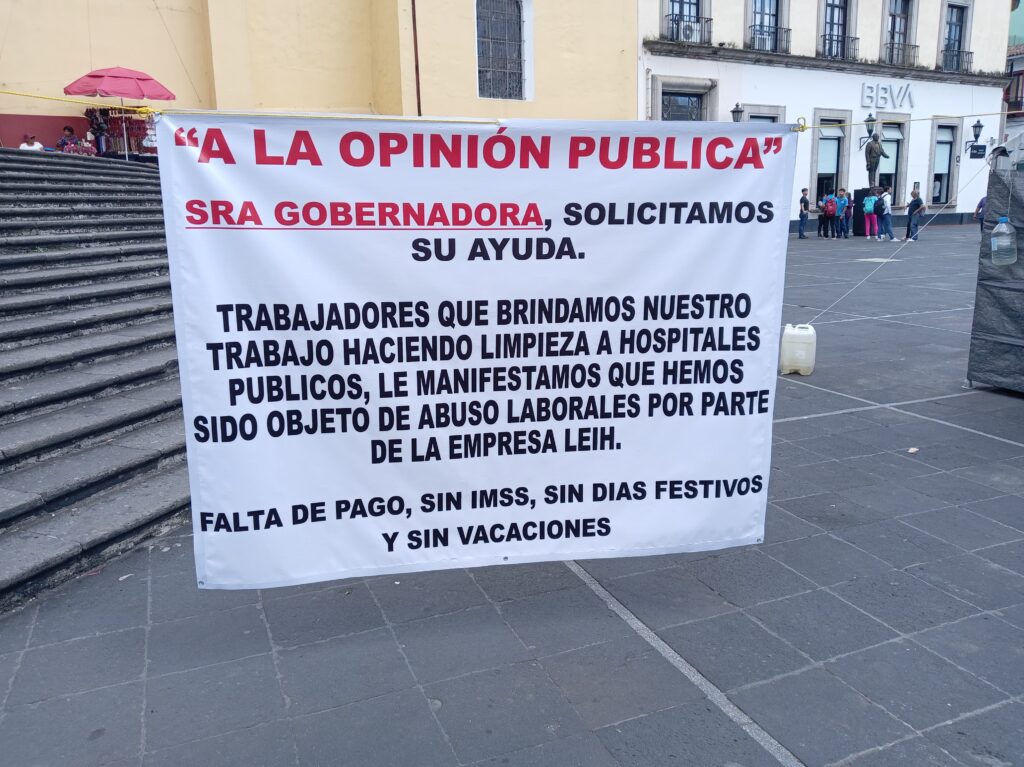 BBVA
"A LA OPINIÓN PUBLICA"
SRA GOBERNADORA, SOLICITAMOS
SU AYUDA.
TRABAJADORES QUE BRINDAMOS NUESTRO
TRABAJO HACIENDO LIMPIEZA A HOSPITALES
PUBLICOS, LE MANIFESTAMOS QUE HEMOS
SIDO OBJETO DE ABUSO LABORALES POR PARTE
DE LA EMPRESA LEIH.
FALTA DE PAGO, SIN IMSS, SIN DIAS FESTIVOS
Y SIN VACACIONES